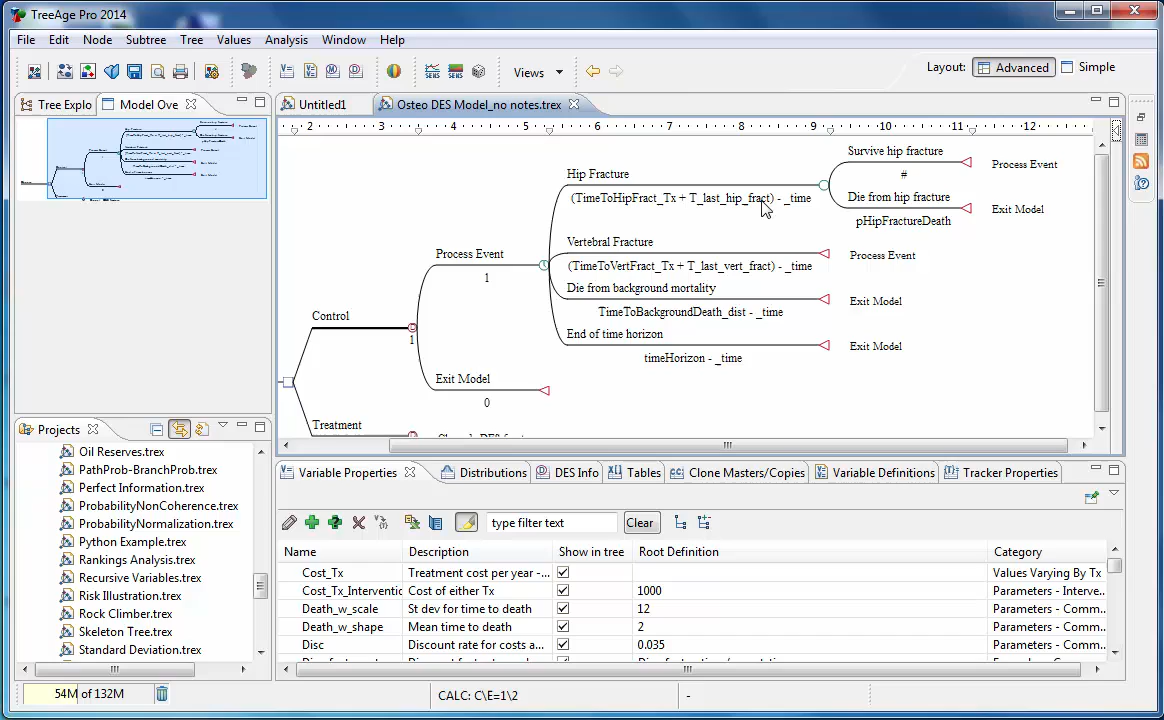 TreeAge Pro 2014
File Edit Node Subtree Tree Values Analysis Window Help
Views Layout: Advanced Simple
Tree Explo Model Ove
Untitled1 Osteo DES Model_no notes.trex
2 3 4 5 6 7 8 9 10 11 12
Hip Fracture
(TimeToHipFract_Tx + T_last_hip_fract) - _time
Survive hip fracture
#
Process Event
Die from hip fracture
pHipFractureDeath
Exit Model
Vertebral Fracture
(TimeToVertFract_Tx + T_last_vert_fract) - _time
Process Event
Die from background mortality
TimeToBackgroundDeath_dist - _time
Exit Model
End of time horizon
timeHorizon - _time
Exit Model
Process Event
1
Control
1
Exit Model
0
Treatment
Projects
Oil Reserves.trex
PathProb-BranchProb.trex
Perfect Information.trex
ProbabilityNonCoherence.trex
ProbabilityNormalization.trex
Python Example.trex
Rankings Analysis.trex
Recursive Variables.trex
Risk Illustration.trex
Rock Climber.trex
Skeleton Tree.trex
Standard Deviation.trex
Variable Properties Distributions DES Info Tables Clone Masters/Copies Variable Definitions Tracker Properties
type filter text Clear
Name Description Show in tree Root Definition Category
Cost_Tx Treatment cost per year -... Values Varying By Tx
Cost_Tx_Interventic Cost of either Tx 1000 Parameters - Interve...
Death_w_scale St dev for time to death 12 Parameters - Comm...
Death_w_shape Mean time to death 2 Parameters - Comm...
Disc Discount rate for costs a... 0.035 Parameters - Comm...
54M of 132M CALC: C\E=1\2 -